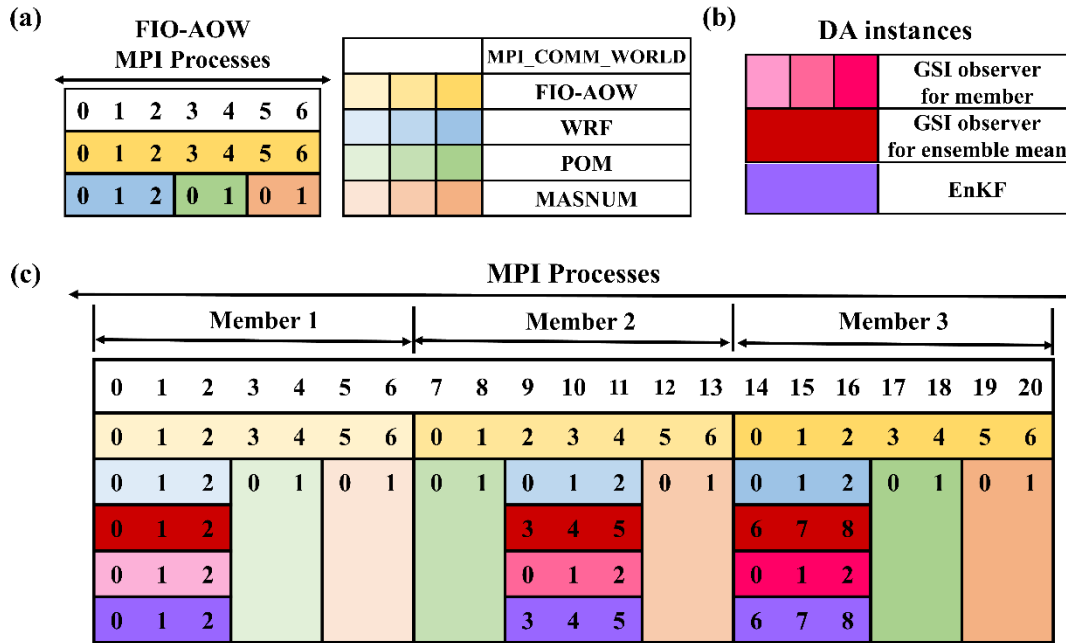 (a)
FIO-AOW
MPI Processes
0 1 2 3 4 5 6
0 1 2 3 4 5 6
0 1 2 0 1 0 1
MPI_COMM_WORLD
FIO-AOW
WRF
POM
MASNUM
(b)
DA instances
GSI observer
for member
GSI observer
for ensemble mean
EnKF
(c)
MPI Processes
Member 1 Member 2 Member 3
0 1 2 3 4 5 6 7 8 9 10 11 12 13 14 15 16 17 18 19 20
0 1 2 3 4 5 6 0 1 2 3 4 5 6 0 1 2 3 4 5 6
0 1 2 0 1 0 1 0 1 0 1 2 0 1 0 1 2 0 1 0 1
0 1 2 3 4 5 6 7 8
0 1 2 0 1 2 0 1 2
0 1 2 3 4 5 6 7 8